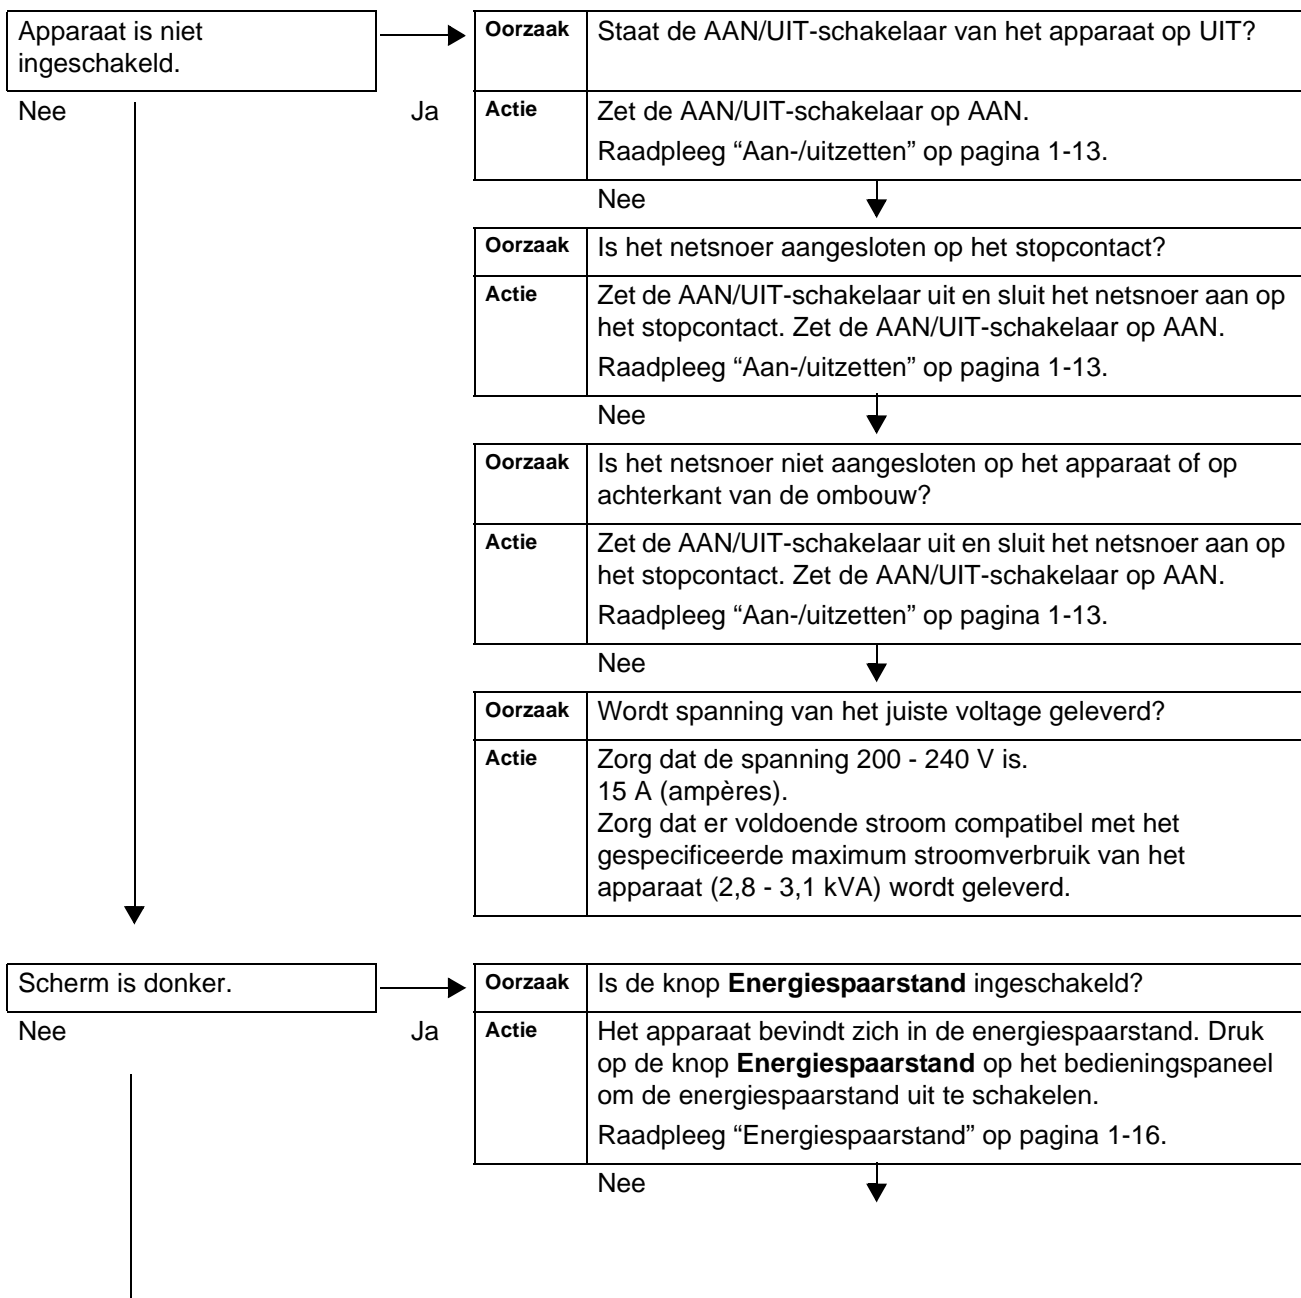 Apparaat is niet
ingeschakeld.
Nee
Ja
Oorzaak
Staat de AAN/UIT-schakelaar van het apparaat op UIT?
Actie
Zet de AAN/UIT-schakelaar op AAN.
Raadpleeg “Aan-/uitzetten” op pagina 1-13.
Nee
Oorzaak
Is het netsnoer aangesloten op het stopcontact?
Actie
Zet de AAN/UIT-schakelaar uit en sluit het netsnoer aan op
het stopcontact. Zet de AAN/UIT-schakelaar op AAN.
Raadpleeg “Aan-/uitzetten” op pagina 1-13.
Nee
Oorzaak
Is het netsnoer niet aangesloten op het apparaat of op
achterkant van de ombouw?
Actie
Zet de AAN/UIT-schakelaar uit en sluit het netsnoer aan op
het stopcontact. Zet de AAN/UIT-schakelaar op AAN.
Raadpleeg “Aan-/uitzetten” op pagina 1-13.
Nee
Oorzaak
Wordt spanning van het juiste voltage geleverd?
Actie
Zorg dat de spanning 200 - 240 V is.
15 A (ampères).
Zorg dat er voldoende stroom compatibel met het
gespecificeerde maximum stroomverbruik van het
apparaat (2,8 - 3,1 kVA) wordt geleverd.
Scherm is donker.
Nee
Ja
Oorzaak
Is de knop Energiespaarstand ingeschakeld?
Actie
Het apparaat bevindt zich in de energiespaarstand. Druk
op de knop Energiespaarstand op het bedieningspaneel
om de energiespaarstand uit te schakelen.
Raadpleeg “Energiespaarstand” op pagina 1-16.
Nee